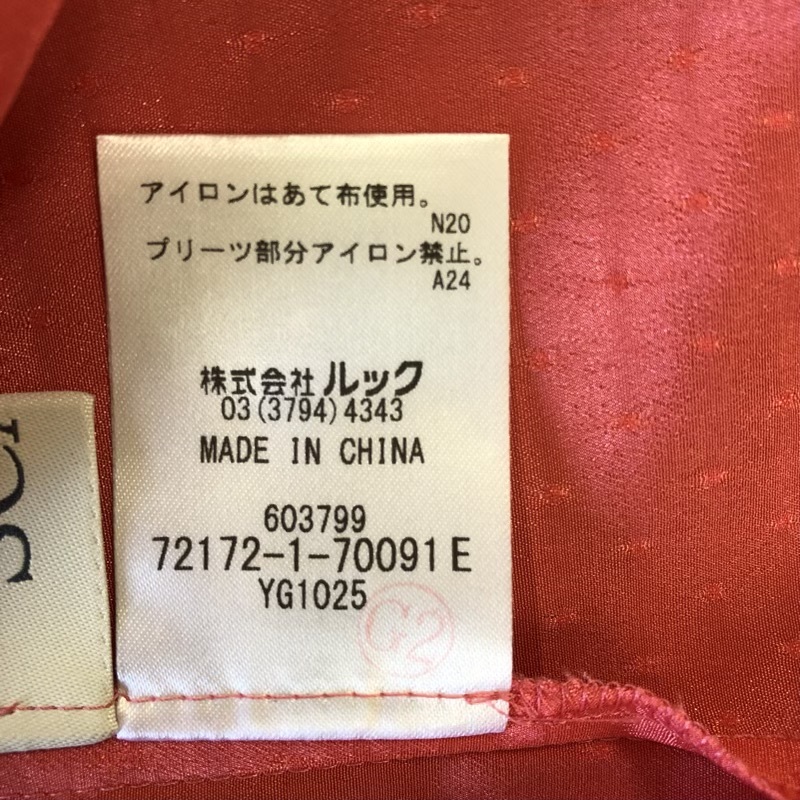 アイロンはあて布使用。
N20
プリーツ部分アイロン禁止。
A24
株式会社 ルック
03(3794)4343
MADE IN CHINA
603799
72172-1-70091E
YG1025
C2